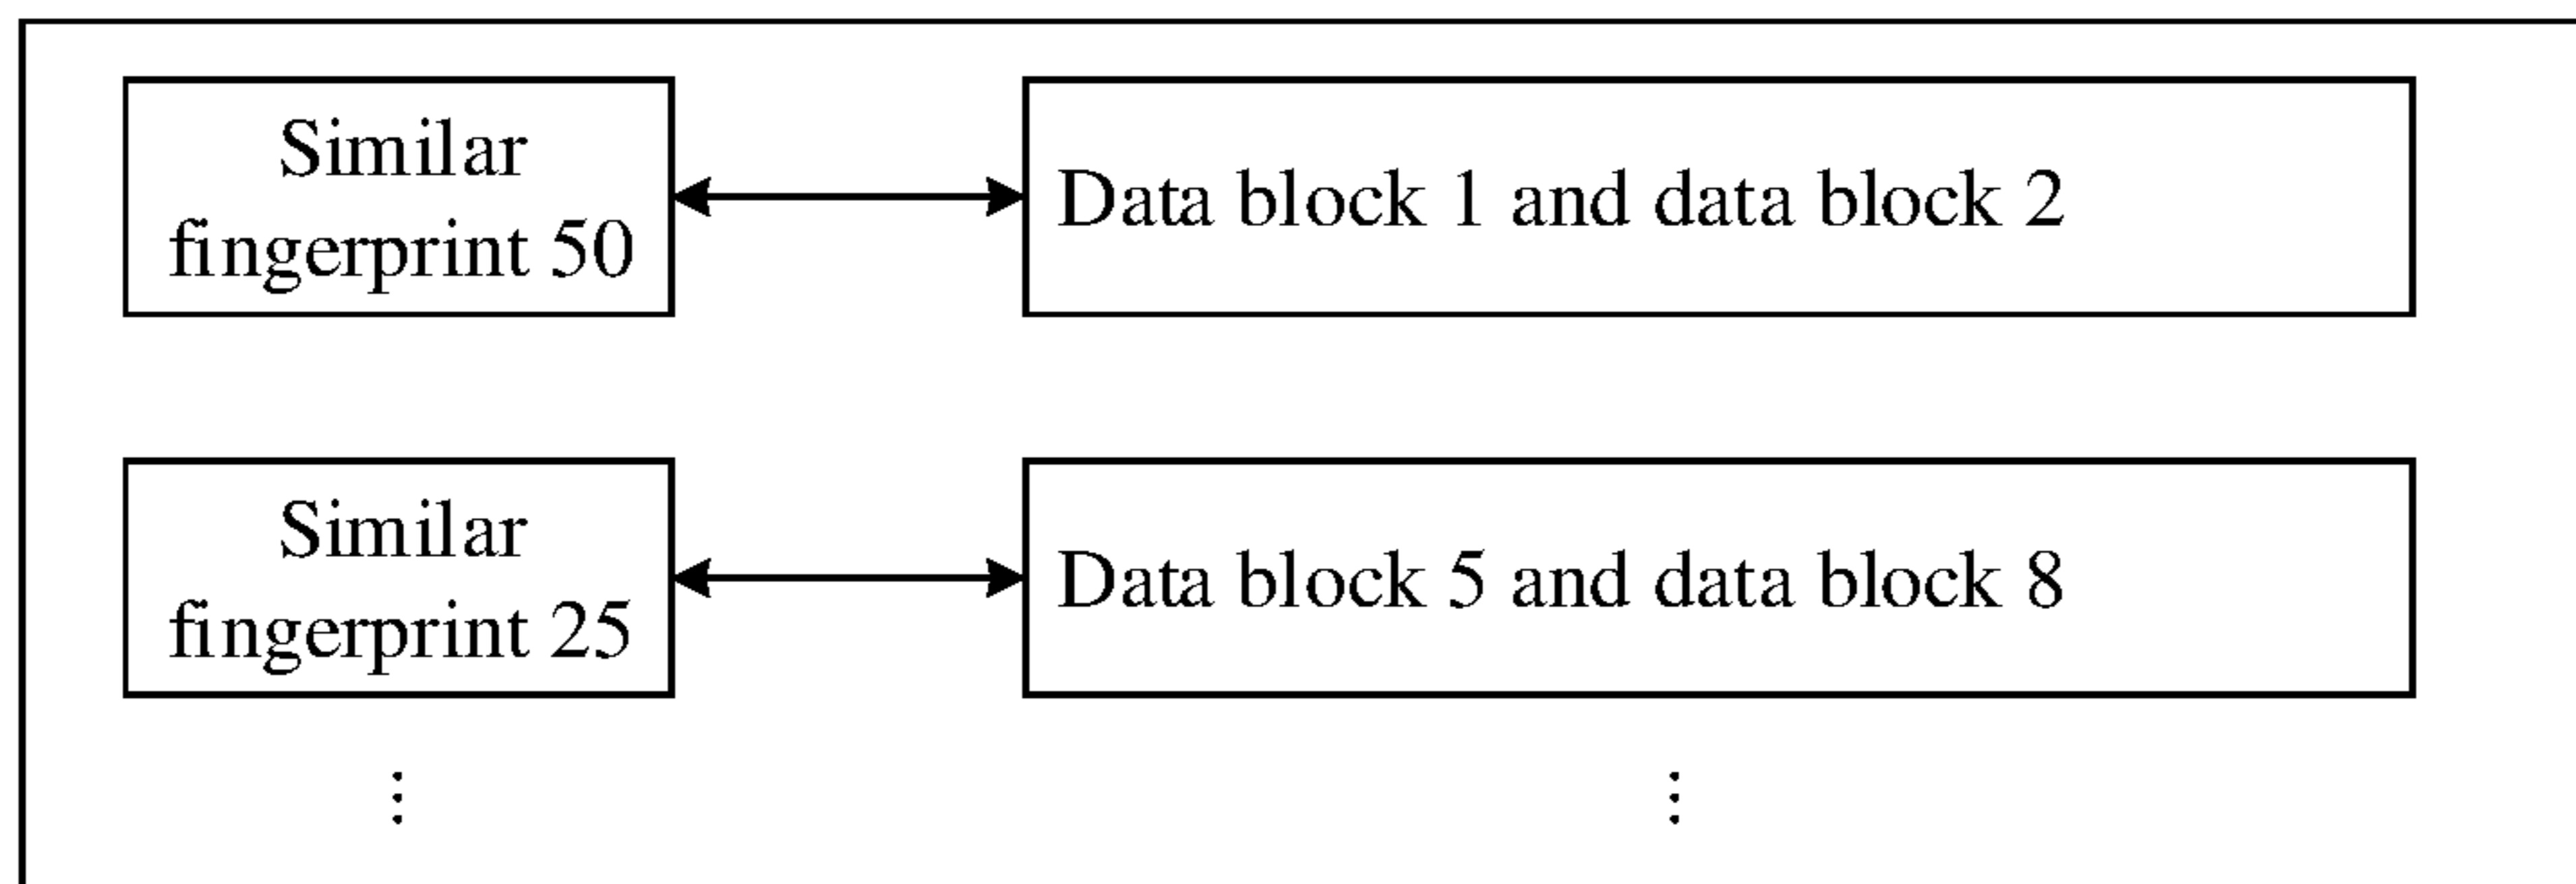 Similar
fingerprint 50
Data block 1 and data block 2
Similar
fingerprint 25
Data block 5 and data block 8
⋮ ⋮